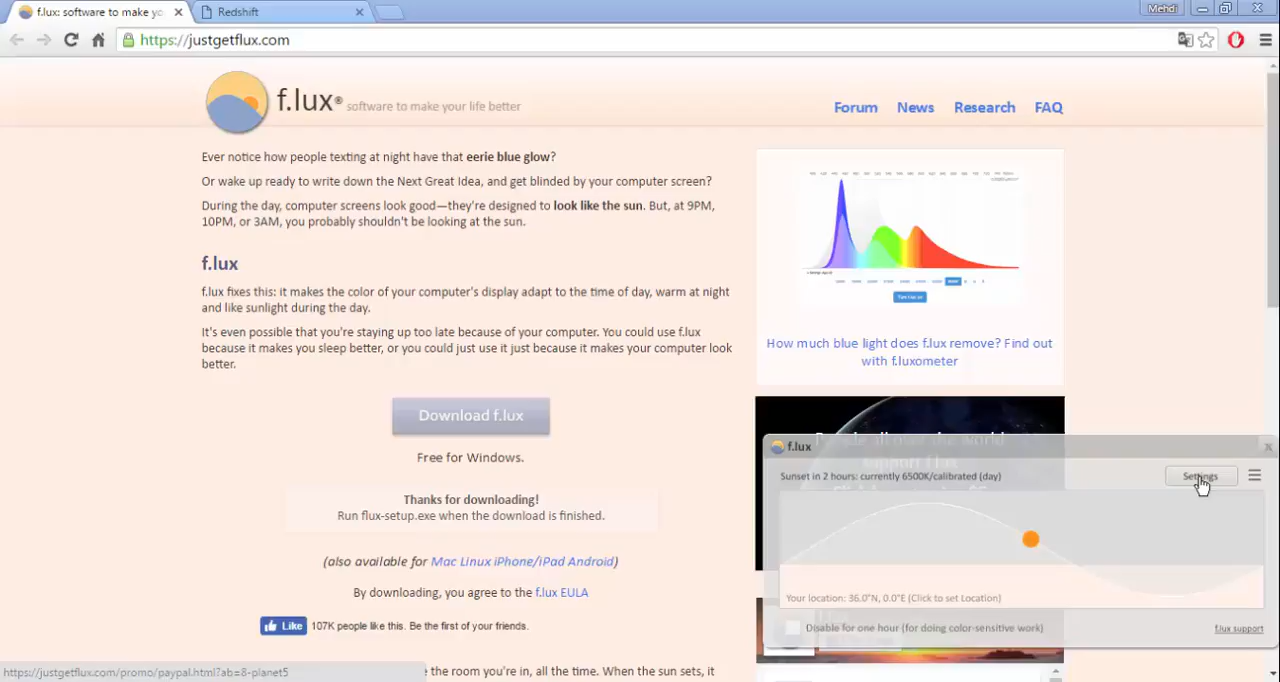 f.lux: software to make yo
Redshift
Mehdi
https://justgetflux.com
f.lux® software to make your life better
Forum News Research FAQ
Ever notice how people texting at night have that eerie blue glow?
Or wake up ready to write down the Next Great Idea, and get blinded by your computer screen?
During the day, computer screens look good—they're designed to look like the sun. But, at 9PM,
10PM, or 3AM, you probably shouldn't be looking at the sun.
f.lux
f.lux fixes this: it makes the color of your computer's display adapt to the time of day, warm at night
and like sunlight during the day.
It's even possible that you're staying up too late because of your computer. You could use f.lux
because it makes you sleep better, or you could just use it just because it makes your computer look
better.
Download f.lux
Free for Windows.
Thanks for downloading!
Run flux-setup.exe when the download is finished.
(also available for Mac Linux iPhone/iPad Android)
By downloading, you agree to the f.lux EULA
Like 107K people like this. Be the first of your friends.
the room you're in, all the time. When the sun sets, it
https://justgetflux.com/promo/paypal.html?ab=8-planet5
How much blue light does f.lux remove? Find out
with f.luxometer
all over the world
support f.lux
f.lux
Sunset in 2 hours: currently 6500K/calibrated (day)
Settings
Your location: 36.0°N, 0.0°E (Click to set Location)
Disable for one hour (for doing color-sensitive work)
f.lux support